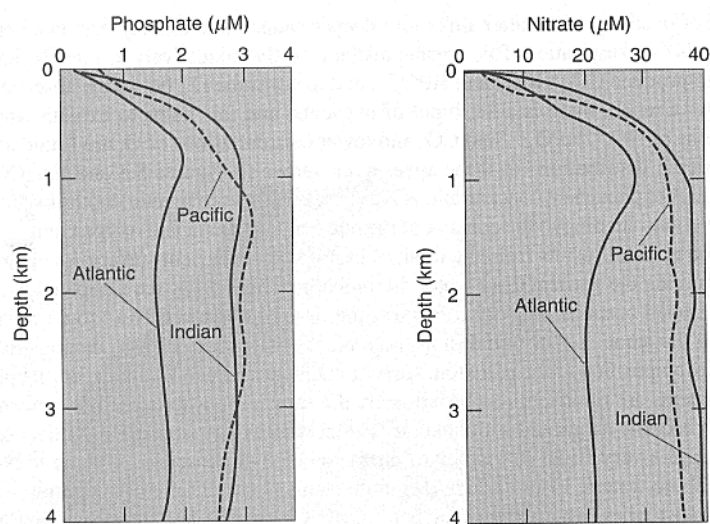 Phosphate (µM)
0 1 2 3 4
0
1
2
3
4
Depth (km)
Pacific
Atlantic
Indian
Nitrate (µM)
0 10 20 30 40
0
1
2
3
4
Depth (km)
Pacific
Atlantic
Indian